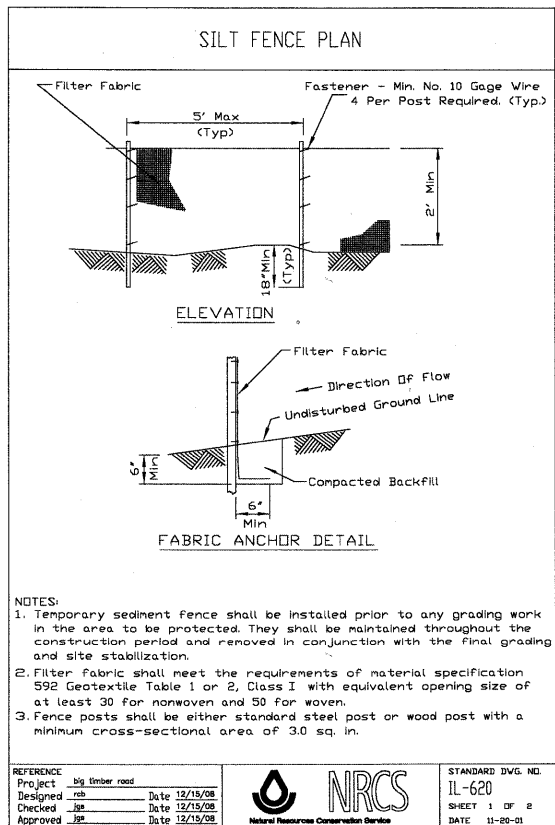 SILT FENCE PLAN
Filter Fabric
Fastener - Min. No. 10 Gage Wire
4 Per Post Required. (Typ.)
5' Max
(Typ)
2' Min
18"Min
(Typ)
ELEVATION
Filter Fabric
Direction Of Flow
Undisturbed Ground Line
6"
Min
Compacted Backfill
6"
Min
FABRIC ANCHOR DETAIL
NOTES:
1. Temporary sediment fence shall be installed prior to any grading work
in the area to be protected. They shall be maintained throughout the
construction period and removed in conjunction with the final grading
and site stabilization.
2. Filter fabric shall meet the requirements of material specification
592 Geotextile Table 1 or 2, Class I with equivalent opening size of
at least 30 for nonwoven and 50 for woven.
3. Fence posts shall be either standard steel post or wood post with a
minimum cross-sectional area of 3.0 sq. in.
REFERENCE
Project big timber road
Designed rcb Date 12/15/08
Checked jgs Date 12/15/08
Approved jgs Date 12/15/08
NRCS
Natural Resources Conservation Service
STANDARD DWG. NO.
IL-620
SHEET 1 OF 2
DATE 11-20-01